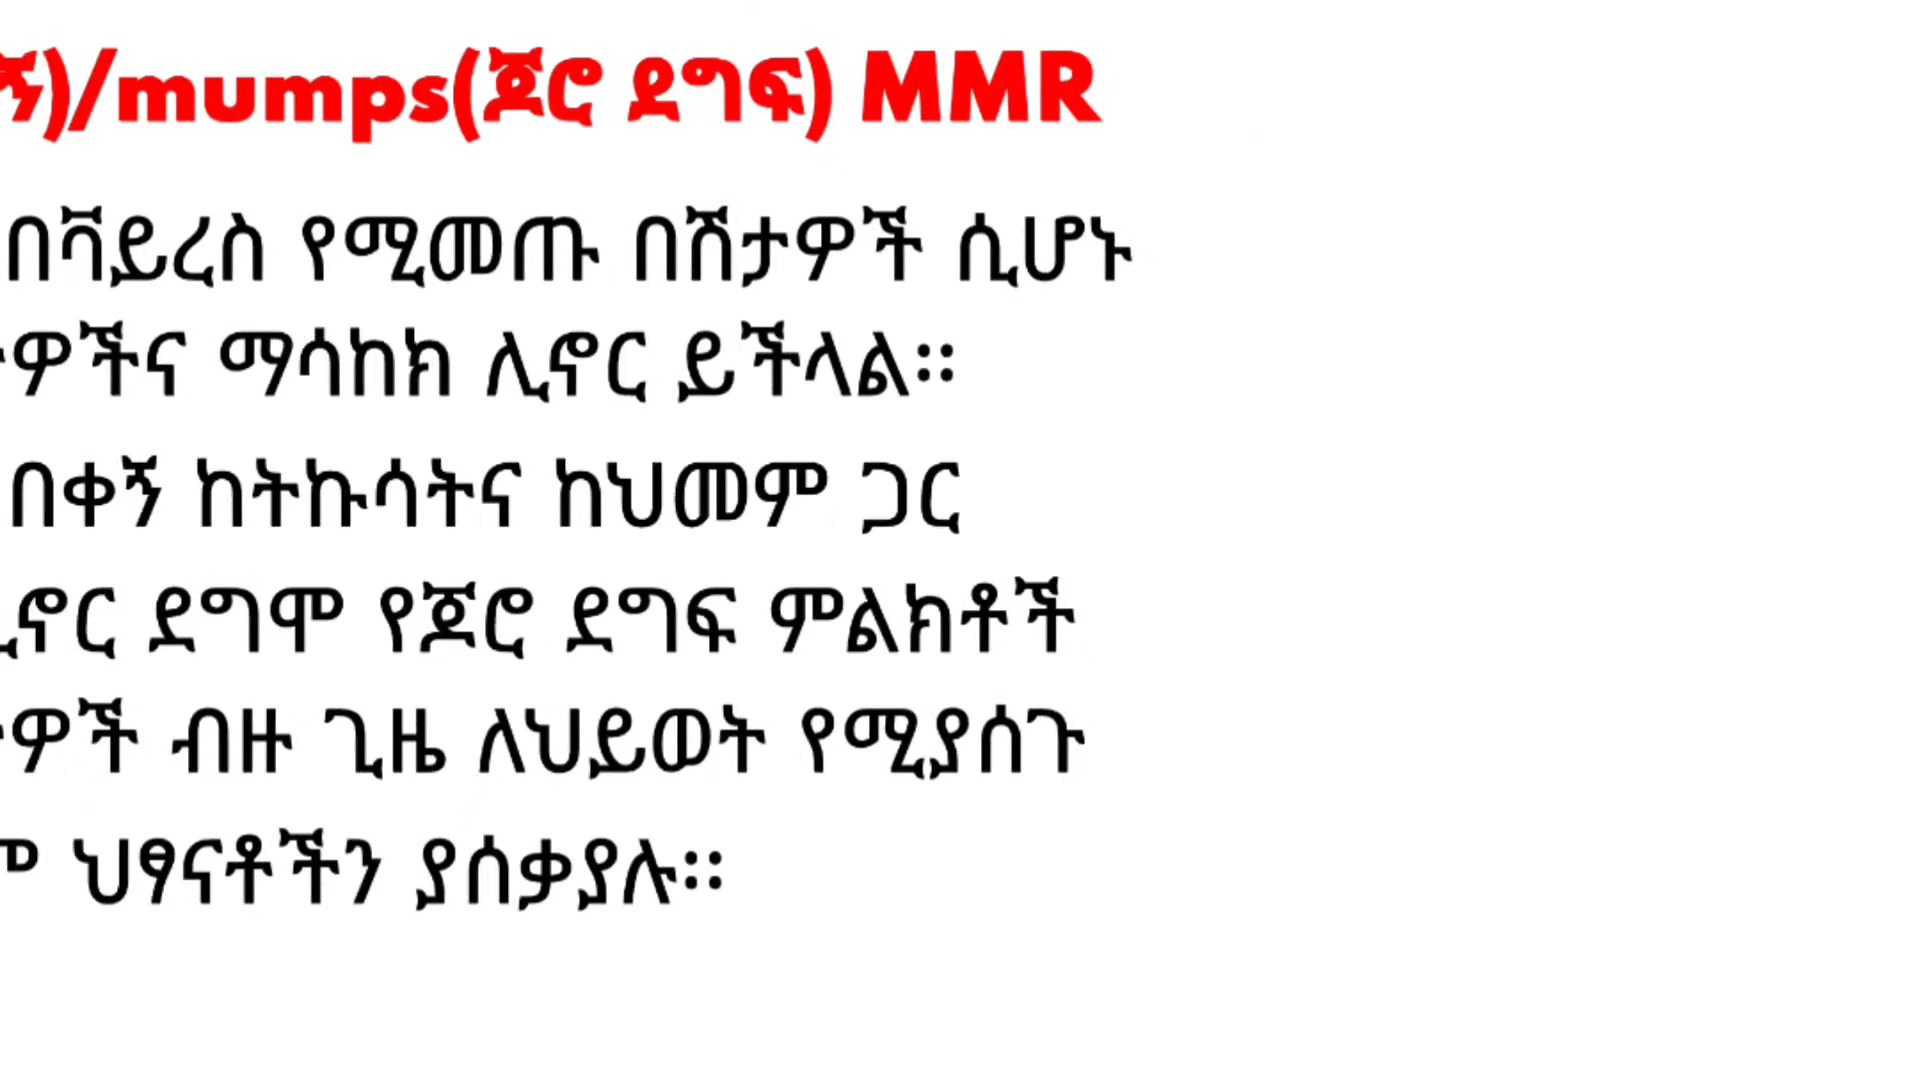 ኝ)/mumps(ጆሮ ደግፍ) MMR
በቫይረስ የሚመጡ በሽታዎች ሲሆኑ
ዎችና ማሳከክ ሊኖር ይችላል፡፡
በቀኝ ከትኩሳትና ከህመም ጋር
ኖር ደግሞ የጆሮ ደግፍ ምልክቶች
ዎች ብዙ ጊዜ ለህይወት የሚያሰጉ
ህፃናቶችን ያሰቃያሉ፡፡